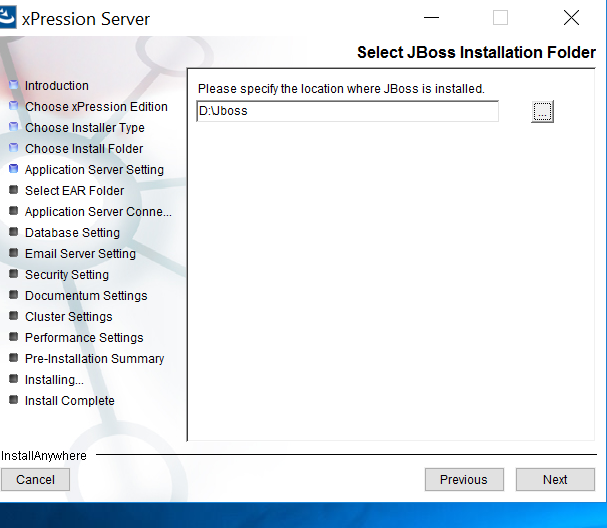 xPression Server
Select JBoss Installation Folder
Introduction
Choose xPression Edition
Choose Installer Type
Choose Install Folder
Application Server Setting
Select EAR Folder
Application Server Conne...
Database Setting
Email Server Setting
Security Setting
Documentum Settings
Cluster Settings
Performance Settings
Pre-Installation Summary
Installing...
Install Complete
Please specify the location where JBoss is installed.
D:\Jboss
...
InstallAnywhere
Cancel
Previous
Next